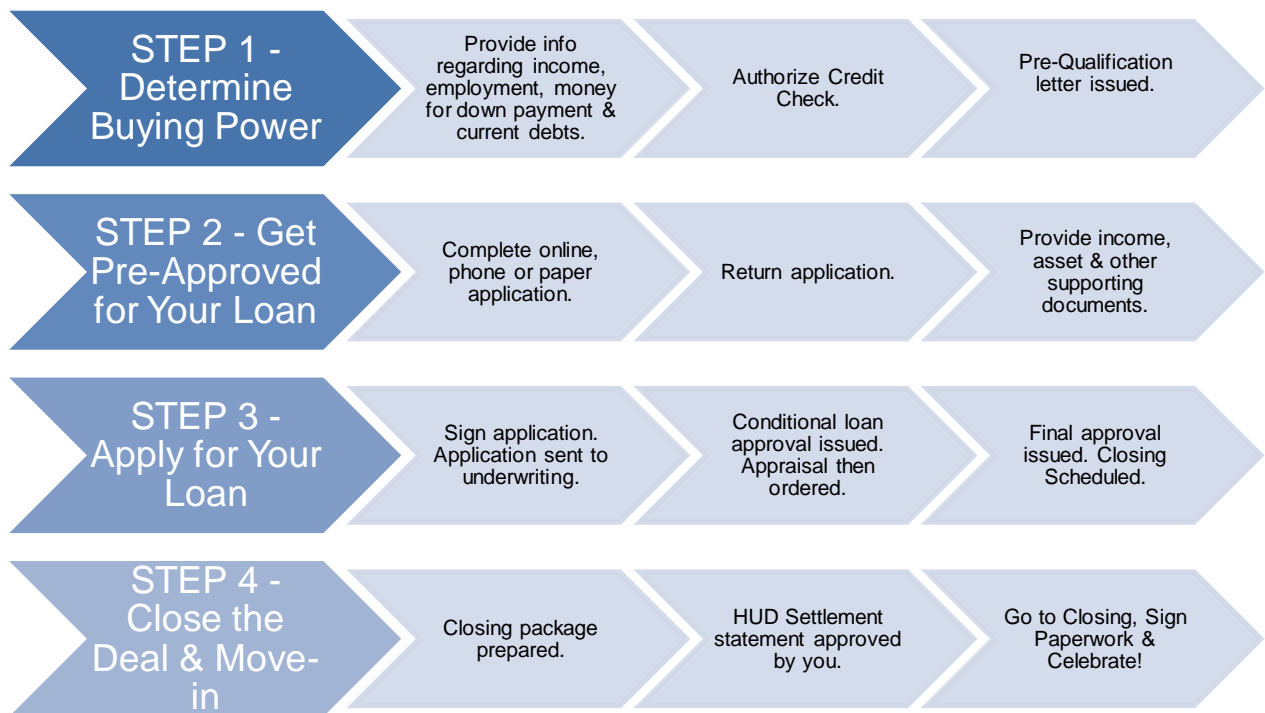 STEP 1 -
Determine
Buying Power
Provide info
regarding income,
employment, money
for down payment &
current debts.
Authorize Credit
Check.
Pre-Qualification
letter issued.
STEP 2 - Get
Pre-Approved
for Your Loan
Complete online,
phone or paper
application.
Return application.
Provide income,
asset & other
supporting
documents.
STEP 3 -
Apply for Your
Loan
Sign application.
Application sent to
underwriting.
Conditional loan
approval issued.
Appraisal then
ordered.
Final approval
issued. Closing
Scheduled.
STEP 4 -
Close the
Deal & Move-
in
Closing package
prepared.
HUD Settlement
statement approved
by you.
Go to Closing, Sign
Paperwork &
Celebrate!